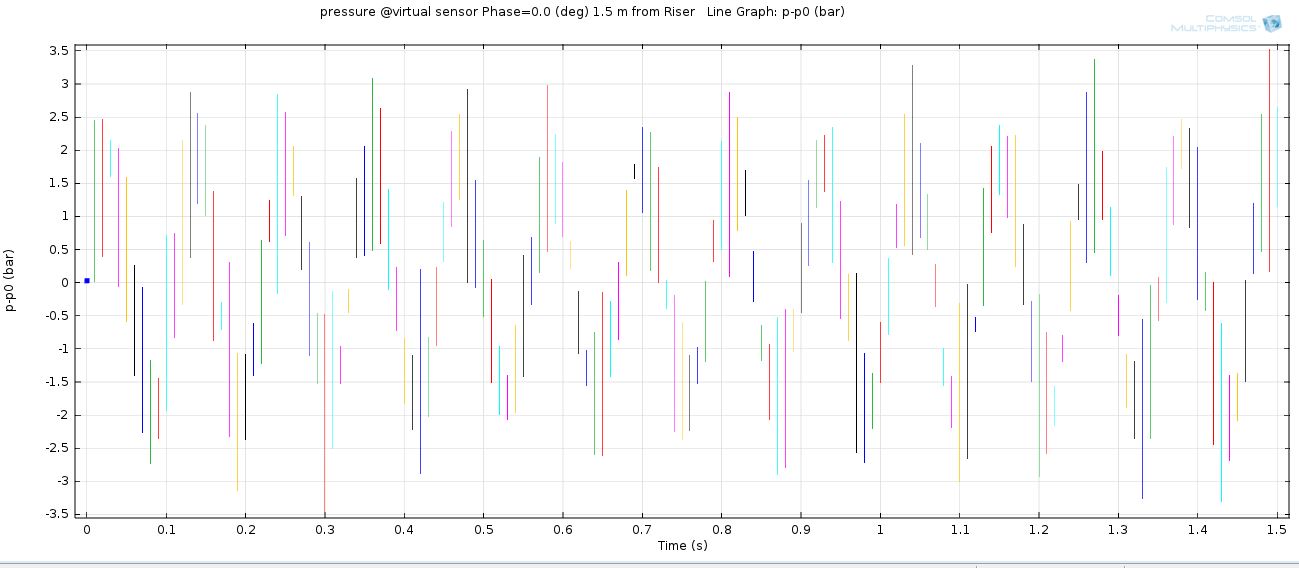 pressure @virtual sensor Phase=0.0 (deg) 1.5 m from Riser   Line Graph: p-p0 (bar)
COMSOL
MULTIPHYSICS
p-p0 (bar)
3.5
3
2.5
2
1.5
1
0.5
0
-0.5
-1
-1.5
-2
-2.5
-3
-3.5
0 0.1 0.2 0.3 0.4 0.5 0.6 0.7 0.8 0.9 1 1.1 1.2 1.3 1.4 1.5
Time (s)